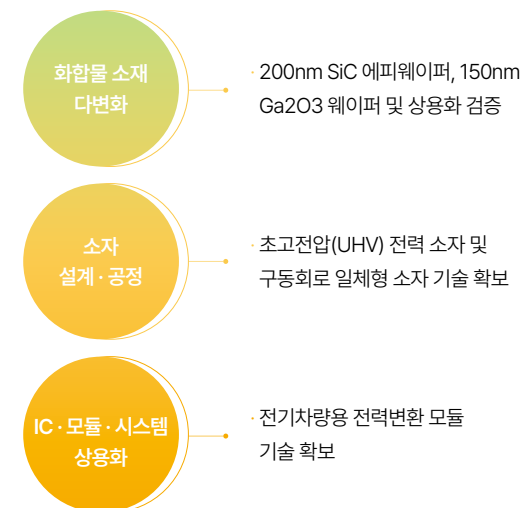 화합물 소재
다변화
· 200nm SiC 에피웨이퍼, 150nm
Ga2O3 웨이퍼 및 상용화 검증
소자
설계 · 공정
· 초고전압(UHV) 전력 소자 및
구동회로 일체형 소자 기술 확보
IC · 모듈 · 시스템
상용화
· 전기차량용 전력변환 모듈
기술 확보